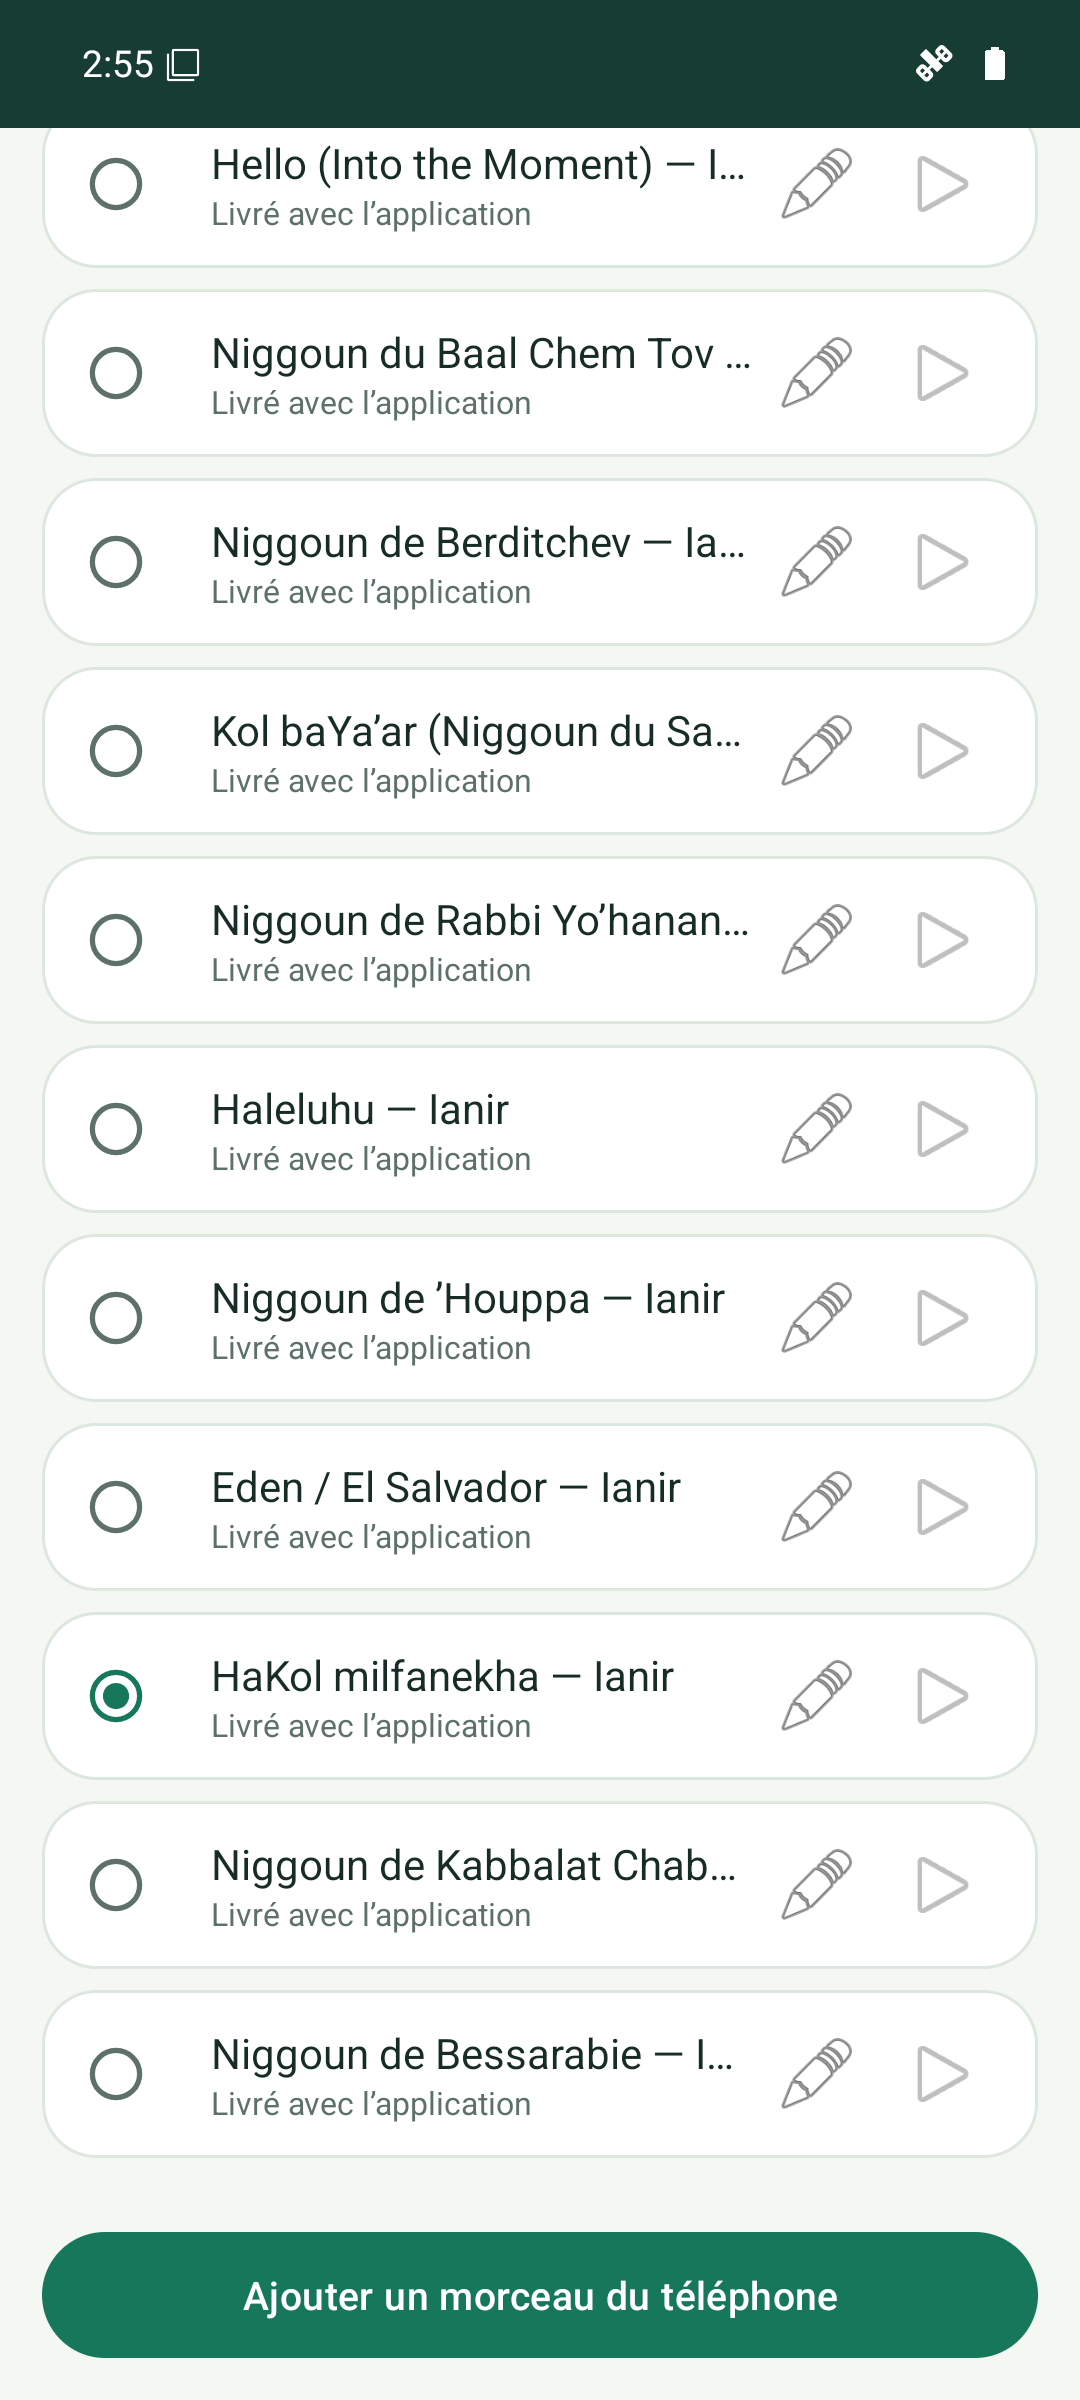 2:55
Hello (Into the Moment) — I...
Livré avec l’application
Niggoun du Baal Chem Tov ...
Livré avec l’application
Niggoun de Berditchev — Ia...
Livré avec l’application
Kol baYa’ar (Niggoun du Sa...
Livré avec l’application
Niggoun de Rabbi Yo’hanan...
Livré avec l’application
Haleluhu — Ianir
Livré avec l’application
Niggoun de ’Houppa — Ianir
Livré avec l’application
Eden / El Salvador — Ianir
Livré avec l’application
HaKol milfanekha — Ianir
Livré avec l’application
Niggoun de Kabbalat Chab...
Livré avec l’application
Niggoun de Bessarabie — I...
Livré avec l’application
Ajouter un morceau du téléphone